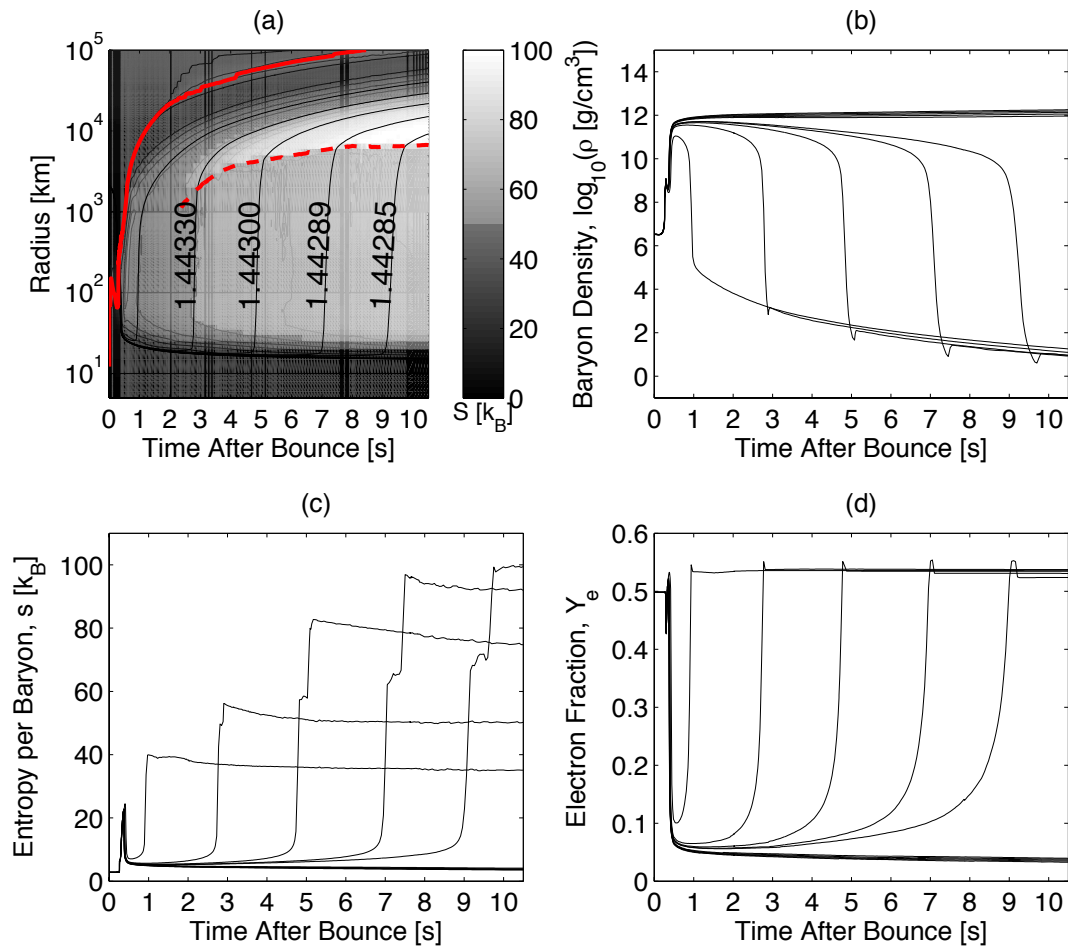 (a)
10^5
10^4
10^3
10^2
10^1
Radius [km]
1.44330
1.44300
1.44289
1.44285
0 1 2 3 4 5 6 7 8 9 10
Time After Bounce [s]
100
80
60
40
20
0
S [k_B]
(b)
14
12
10
8
6
4
2
0
Baryon Density, log_10(ρ [g/cm^3])
0 1 2 3 4 5 6 7 8 9 10
Time After Bounce [s]
(c)
100
80
60
40
20
0
Entropy per Baryon, s [k_B]
0 1 2 3 4 5 6 7 8 9 10
Time After Bounce [s]
(d)
0.6
0.5
0.4
0.3
0.2
0.1
0
Electron Fraction, Y_e
0 1 2 3 4 5 6 7 8 9 10
Time After Bounce [s]